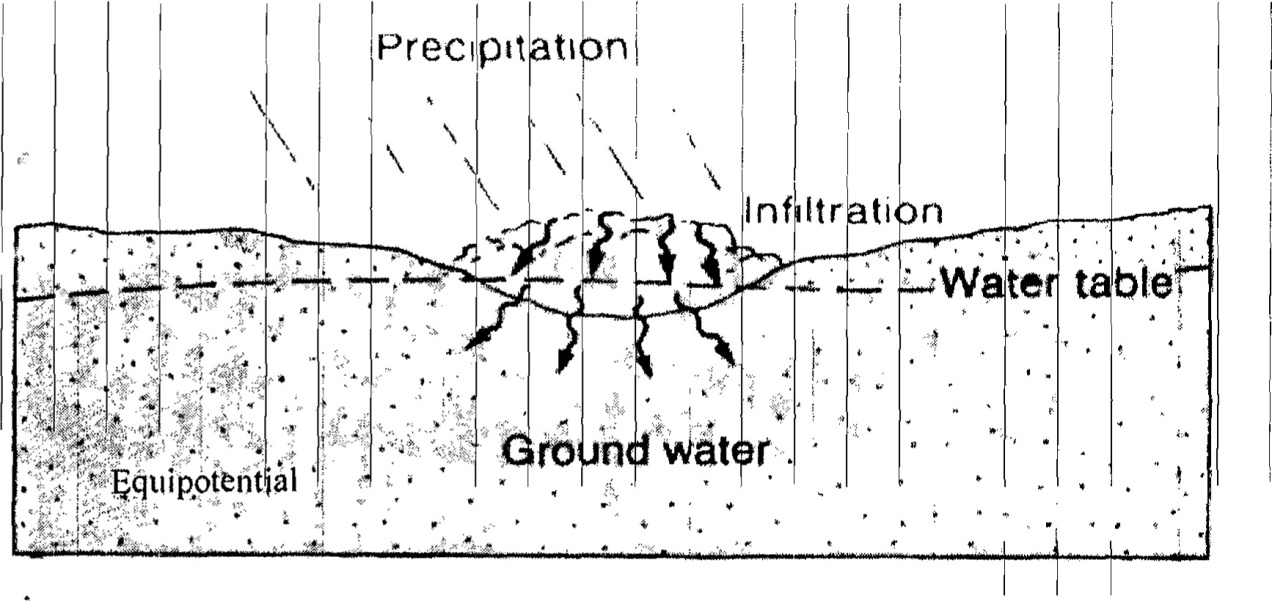 Precipitation
Infiltration
Water table
Ground water
Equipotential